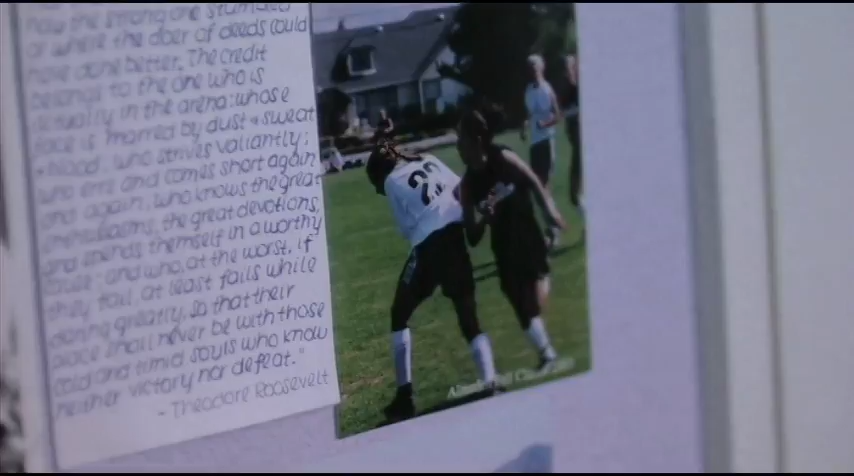 how the strong one stumbles
or where the doer of deeds could
have done better. The credit
belongs to the one who is
actually in the arena: whose
face is marred by dust & sweat
& blood, who strives valiantly;
who errs and comes short again
and again, who knows the great
enthusiasms, the great devotions,
and spends themself in a worthy
cause - and who, at the worst, if
they fail, at least fails while
daring greatly, so that their
place shall never be with those
cold and timid souls who know
neither victory nor defeat."
- Theodore Roosevelt
22